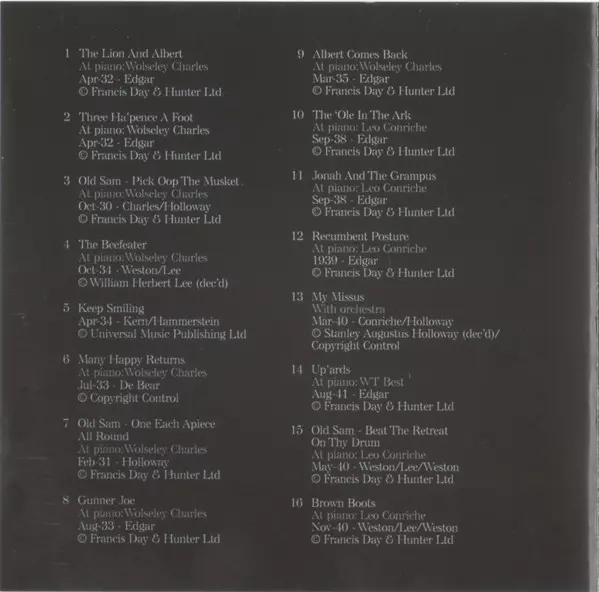 1 The Lion And Albert
At piano: Wolseley Charles
Apr-32 - Edgar
© Francis Day & Hunter Ltd
2 Three Ha'pence A Foot
At piano: Wolseley Charles
Apr-32 - Edgar
© Francis Day & Hunter Ltd
3 Old Sam - Pick Oop The Musket
At piano: Wolseley Charles
Oct-30 - Charles/Holloway
© Francis Day & Hunter Ltd
4 The Beefeater
At piano: Wolseley Charles
Oct-34 - Weston/Lee
© William Herbert Lee (dec'd)
5 Keep Smiling
Apr-34 - Kern/Hammerstein
© Universal Music Publishing Ltd
6 Many Happy Returns
At piano: Wolseley Charles
Jul-33 - De Bear
© Copyright Control
7 Old Sam - One Each Apiece
All Round
At piano: Wolseley Charles
Feb-31 - Holloway
© Francis Day & Hunter Ltd
8 Gunner Joe
At piano: Wolseley Charles
Aug-33 - Edgar
© Francis Day & Hunter Ltd
9 Albert Comes Back
At piano: Wolseley Charles
Mar-35 - Edgar
© Francis Day & Hunter Ltd
10 The 'Ole In The Ark
At piano: Leo Conriche
Sep-38 - Edgar
© Francis Day & Hunter Ltd
11 Jonah And The Grampus
At piano: Leo Conriche
Sep-38 - Edgar
© Francis Day & Hunter Ltd
12 Recumbent Posture
At piano: Leo Conriche
1939 - Edgar
© Francis Day & Hunter Ltd
13 My Missus
With orchestra
Mar-40 - Conriche/Holloway
© Stanley Augustus Holloway (dec'd)/
Copyright Control
14 Up'ards
At piano: WT Best
Aug-41 - Edgar
© Francis Day & Hunter Ltd
15 Old Sam - Beat The Retreat
On Thy Drum
At piano: Leo Conriche
May-40 - Weston/Lee/Weston
© Francis Day & Hunter Ltd
16 Brown Boots
At piano: Leo Conriche
Nov-40 - Weston/Lee/Weston
© Francis Day & Hunter Ltd